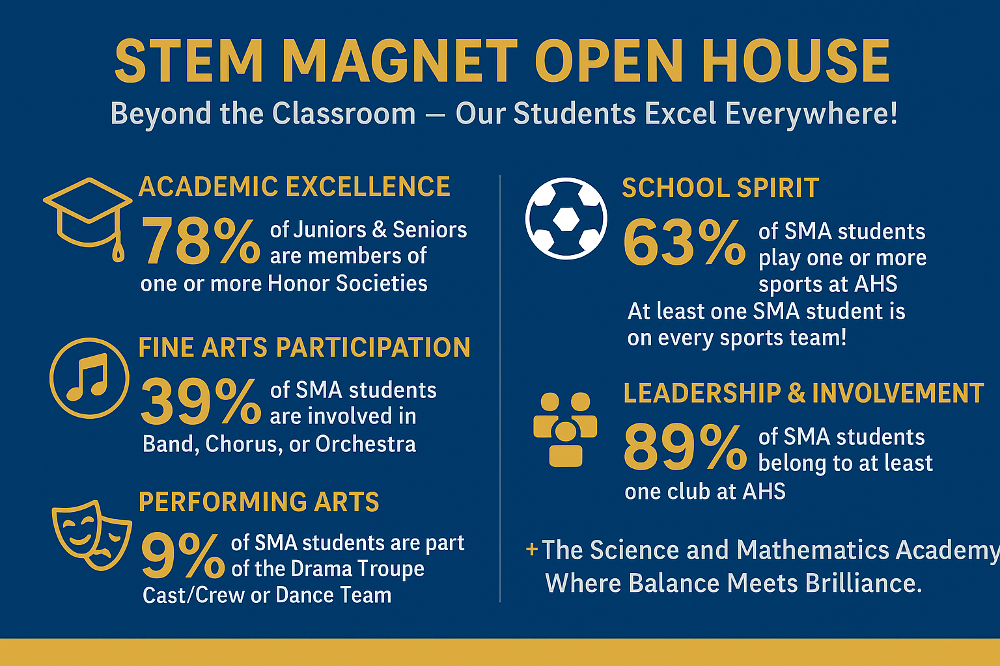 STEM MAGNET OPEN HOUSE
Beyond the Classroom — Our Students Excel Everywhere!
ACADEMIC EXCELLENCE
78% of Juniors & Seniors
are members of
one or more Honor Societies
FINE ARTS PARTICIPATION
39% of SMA students
are involved in
Band, Chorus, or Orchestra
PERFORMING ARTS
9% of SMA students are part
of the Drama Troupe
Cast/Crew or Dance Team
SCHOOL SPIRIT
63% of SMA students
play one or more
sports at AHS
At least one SMA student is
on every sports team!
LEADERSHIP & INVOLVEMENT
89% of SMA students
belong to at least
one club at AHS
+The Science and Mathematics Academy
Where Balance Meets Brilliance.